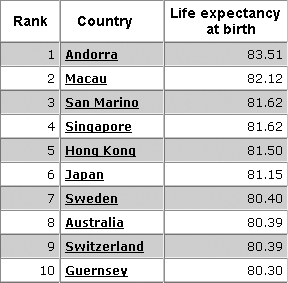 Rank Country Life expectancy
at birth
1 Andorra 83.51
2 Macau 82.12
3 San Marino 81.62
4 Singapore 81.62
5 Hong Kong 81.50
6 Japan 81.15
7 Sweden 80.40
8 Australia 80.39
9 Switzerland 80.39
10 Guernsey 80.30